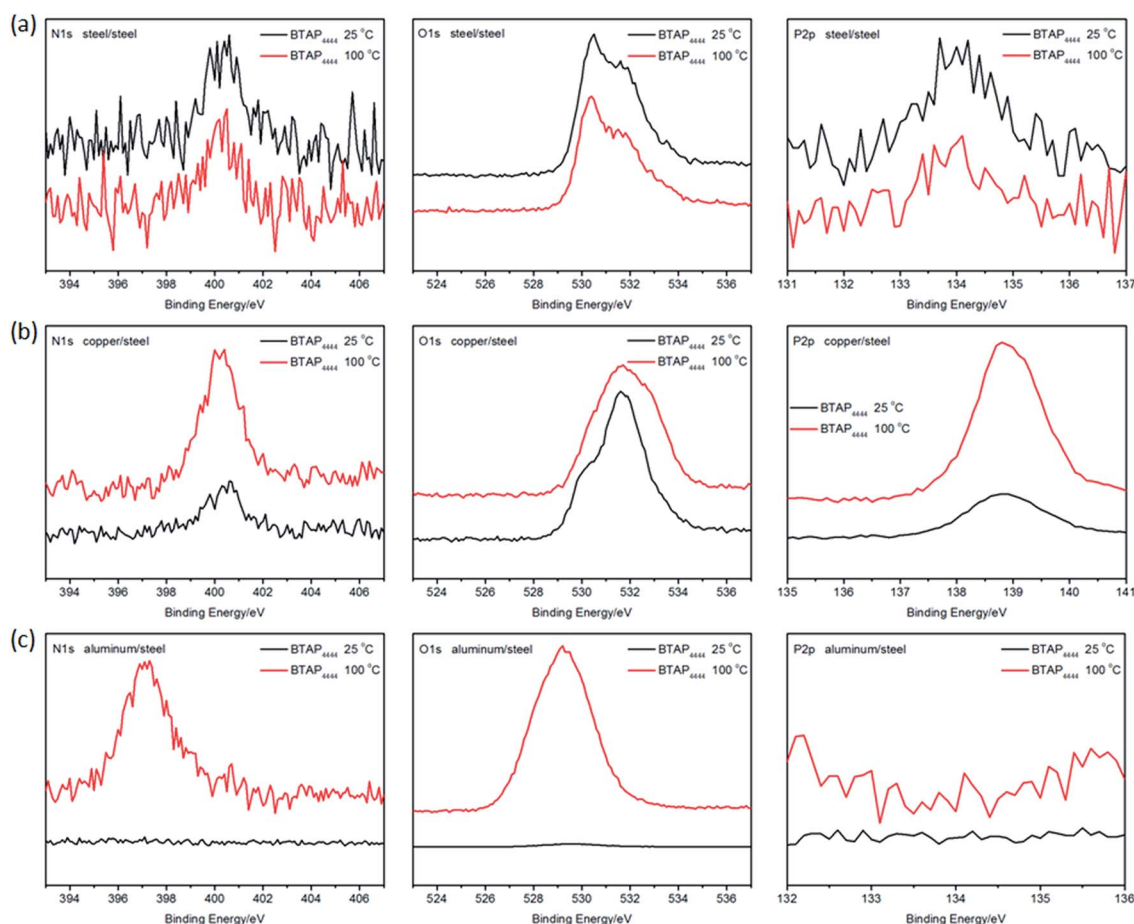 (a)
N1s steel/steel
BTAP4444 25 °C
BTAP4444 100 °C
394 396 398 400 402 404 406
Binding Energy/eV
O1s steel/steel
BTAP4444 25 °C
BTAP4444 100 °C
524 526 528 530 532 534 536
Binding Energy/eV
P2p steel/steel
BTAP4444 25 °C
BTAP4444 100 °C
131 132 133 134 135 136 137
Binding Energy/eV
(b)
N1s copper/steel
BTAP4444 25 °C
BTAP4444 100 °C
394 396 398 400 402 404 406
Binding Energy/eV
O1s copper/steel
BTAP4444 25 °C
BTAP4444 100 °C
524 526 528 530 532 534 536
Binding Energy/eV
P2p copper/steel
BTAP4444 25 °C
BTAP4444 100 °C
135 136 137 138 139 140 141
Binding Energy/eV
(c)
N1s aluminum/steel
BTAP4444 25 °C
BTAP4444 100 °C
394 396 398 400 402 404 406
Binding Energy/eV
O1s aluminum/steel
BTAP4444 25 °C
BTAP4444 100 °C
524 526 528 530 532 534 536
Binding Energy/eV
P2p aluminum/steel
BTAP4444 25 °C
BTAP4444 100 °C
132 133 134 135 136
Binding Energy/eV